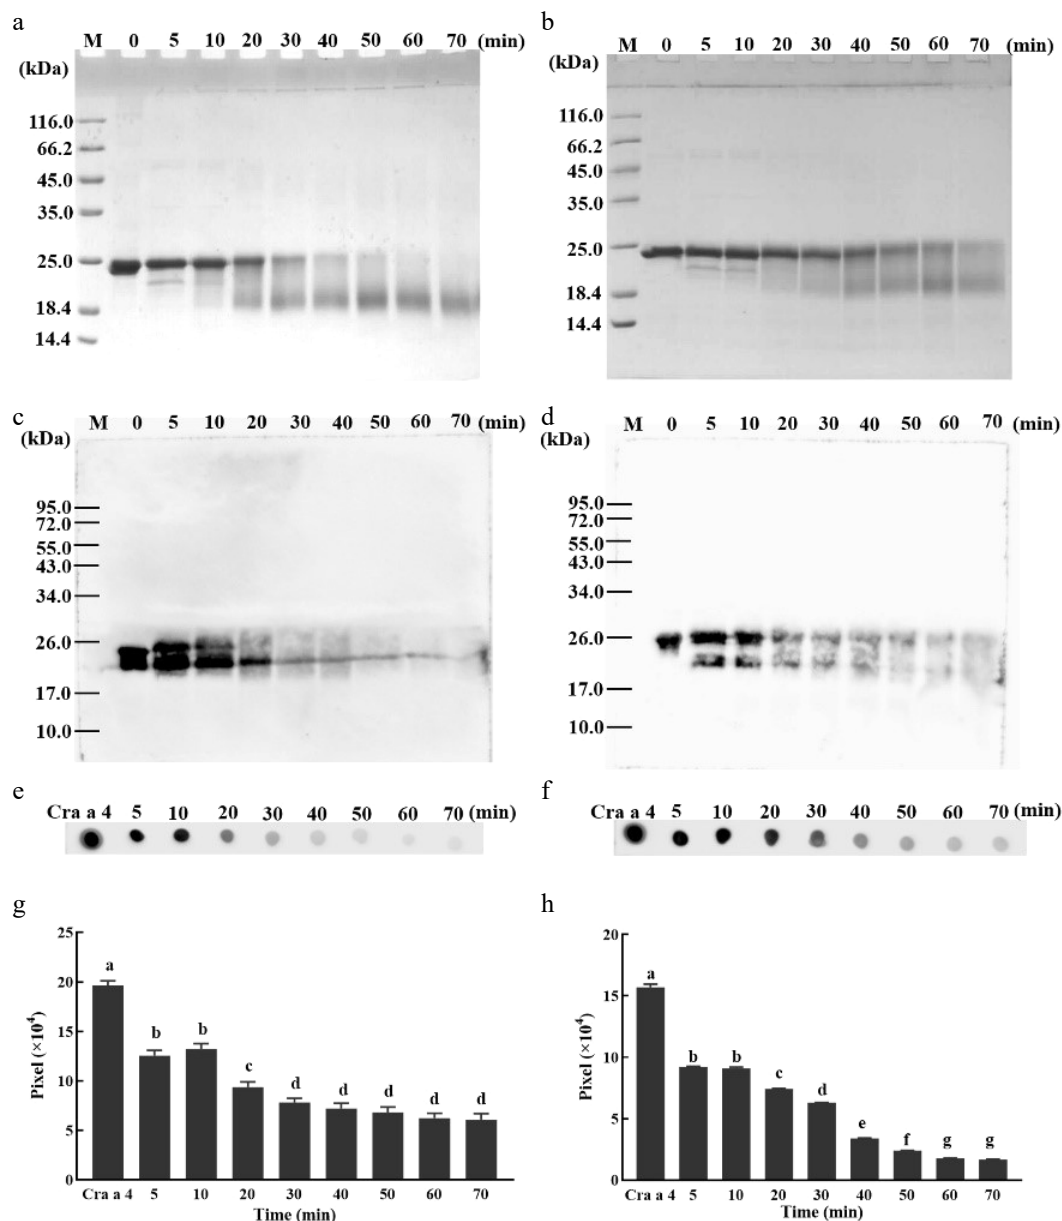 a
M 0 5 10 20 30 40 50 60 70 (min)
(kDa)
116.0
66.2
45.0
35.0
25.0
18.4
14.4
b
M 0 5 10 20 30 40 50 60 70 (min)
(kDa)
116.0
66.2
45.0
35.0
25.0
18.4
14.4
c
M 0 5 10 20 30 40 50 60 70 (min)
(kDa)
95.0
72.0
55.0
43.0
34.0
26.0
17.0
10.0
d
M 0 5 10 20 30 40 50 60 70 (min)
(kDa)
95.0
72.0
55.0
43.0
34.0
26.0
17.0
10.0
e
Cra a 4 5 10 20 30 40 50 60 70 (min)
f
Cra a 4 5 10 20 30 40 50 60 70 (min)
g
25
20
15
10
5
0
Pixel (×10⁴)
a b b c d d d d d
Cra a 4 5 10 20 30 40 50 60 70
Time (min)
h
20
15
10
5
0
Pixel (×10⁴)
a b b c d e f g g
Cra a 4 5 10 20 30 40 50 60 70
Time (min)